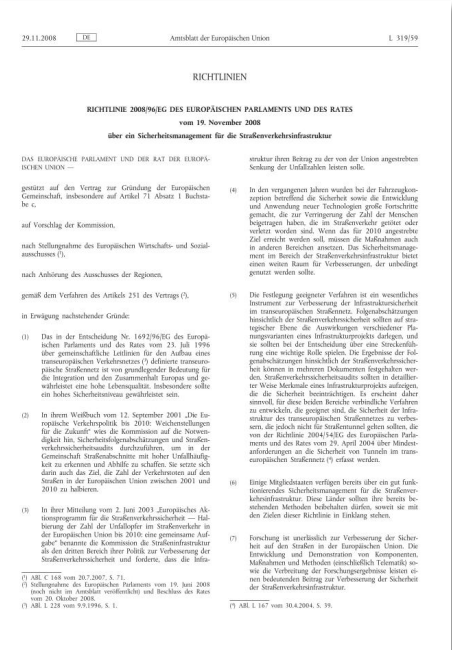 29.11.2008
DE
Amtsblatt der Europäischen Union
L 319/59
RICHTLINIEN
RICHTLINIE 2008/96/EG DES EUROPÄISCHEN PARLAMENTS UND DES RATES
vom 19. November 2008
über ein Sicherheitsmanagement für die Straßenverkehrsinfrastruktur
DAS EUROPÄISCHE PARLAMENT UND DER RAT DER EUROPÄ-
ISCHEN UNION —
gestützt auf den Vertrag zur Gründung der Europäischen
Gemeinschaft, insbesondere auf Artikel 71 Absatz 1 Buchsta-
be c,
auf Vorschlag der Kommission,
nach Stellungnahme des Europäischen Wirtschafts- und Sozial-
ausschusses (¹),
nach Anhörung des Ausschusses der Regionen,
gemäß dem Verfahren des Artikels 251 des Vertrags (²),
in Erwägung nachstehender Gründe:
(1) Das in der Entscheidung Nr. 1692/96/EG des Europäi-
schen Parlaments und des Rates vom 23. Juli 1996
über gemeinschaftliche Leitlinien für den Aufbau eines
transeuropäischen Verkehrsnetzes (³) definierte transeuro-
päische Straßennetz ist von grundlegender Bedeutung für
die Integration und den Zusammenhalt Europas und ge-
währleistet eine hohe Lebensqualität. Insbesondere sollte
ein hohes Sicherheitsniveau gewährleistet sein.
(2) In ihrem Weißbuch vom 12. September 2001 „Die Eu-
ropäische Verkehrspolitik bis 2010: Weichenstellungen
für die Zukunft“ wies die Kommission auf die Notwen-
digkeit hin, Sicherheitsfolgenabschätzungen und Straßen-
verkehrssicherheitsaudits durchzuführen, um in der
Gemeinschaft Straßenabschnitte mit hoher Unfallhäufig-
keit zu erkennen und Abhilfe zu schaffen. Sie setzte sich
darin auch das Ziel, die Zahl der Verkehrstoten auf den
Straßen in der Europäischen Union zwischen 2001 und
2010 zu halbieren.
(3) In ihrer Mitteilung vom 2. Juni 2003 „Europäisches Ak-
tionsprogramm für die Straßenverkehrssicherheit — Hal-
bierung der Zahl der Unfallopfer im Straßenverkehr in
der Europäischen Union bis 2010: eine gemeinsame Auf-
gabe“ benannte die Kommission die Straßeninfrastruktur
als den dritten Bereich ihrer Politik zur Verbesserung der
Straßenverkehrssicherheit und forderte, dass die Infra-
(¹) ABl. C 168 vom 20.7.2007, S. 71.
(²) Stellungnahme des Europäischen Parlaments vom 19. Juni 2008
(noch nicht im Amtsblatt veröffentlicht) und Beschluss des Rates
vom 20. Oktober 2008.
(³) ABl. L 228 vom 9.9.1996, S. 1.
struktur ihren Beitrag zu der von der Union angestrebten
Senkung der Unfallzahlen leisten solle.
(4) In den vergangenen Jahren wurden bei der Fahrzeugkon-
zeption betreffend die Sicherheit sowie die Entwicklung
und Anwendung neuer Technologien große Fortschritte
gemacht, die zur Verringerung der Zahl der Menschen
beigetragen haben, die im Straßenverkehr getötet oder
verletzt worden sind. Wenn das für 2010 angestrebte
Ziel erreicht werden soll, müssen die Maßnahmen auch
in anderen Bereichen ansetzen. Das Sicherheitsmanage-
ment im Bereich der Straßenverkehrsinfrastruktur bietet
einen weiten Raum für Verbesserungen, der unbedingt
genutzt werden sollte.
(5) Die Festlegung geeigneter Verfahren ist ein wesentliches
Instrument zur Verbesserung der Infrastruktursicherheit
im transeuropäischen Straßennetz. Folgenabschätzungen
hinsichtlich der Straßenverkehrssicherheit sollten auf stra-
tegischer Ebene die Auswirkungen verschiedener Pla-
nungsvarianten eines Infrastrukturprojekts darlegen, und
sie sollten bei der Entscheidung über eine Streckenfüh-
rung eine wichtige Rolle spielen. Die Ergebnisse der Fol-
genabschätzungen hinsichtlich der Straßenverkehrssicher-
heit können in mehreren Dokumenten festgehalten wer-
den. Straßenverkehrssicherheitsaudits sollten in detaillier-
ter Weise Merkmale eines Infrastrukturprojekts aufzeigen,
die die Sicherheit beeinträchtigen. Es erscheint daher
sinnvoll, für diese beiden Bereiche verbindliche Verfahren
zu entwickeln, die geeignet sind, die Sicherheit der Infra-
struktur des transeuropäischen Straßennetzes zu verbes-
sern, die jedoch nicht für Straßentunnel gelten sollten, die
von der Richtlinie 2004/54/EG des Europäischen Parla-
ments und des Rates vom 29. April 2004 über Mindest-
anforderungen an die Sicherheit von Tunneln im trans-
europäischen Straßennetz (⁴) erfasst werden.
(6) Einige Mitgliedstaaten verfügen bereits über ein gut funk-
tionierendes Sicherheitsmanagement für die Straßenver-
kehrsinfrastruktur. Diese Länder sollten ihre bereits be-
stehenden Methoden beibehalten dürfen, soweit sie mit
den Zielen dieser Richtlinie in Einklang stehen.
(7) Forschung ist unerlässlich zur Verbesserung der Sicher-
heit auf den Straßen in der Europäischen Union. Die
Entwicklung und Demonstration von Komponenten,
Maßnahmen und Methoden (einschließlich Telematik) so-
wie die Verbreitung der Forschungsergebnisse leisten ei-
nen bedeutenden Beitrag zur Verbesserung der Sicherheit
der Straßenverkehrsinfrastruktur.
(⁴) ABl. L 167 vom 30.4.2004, S. 39.